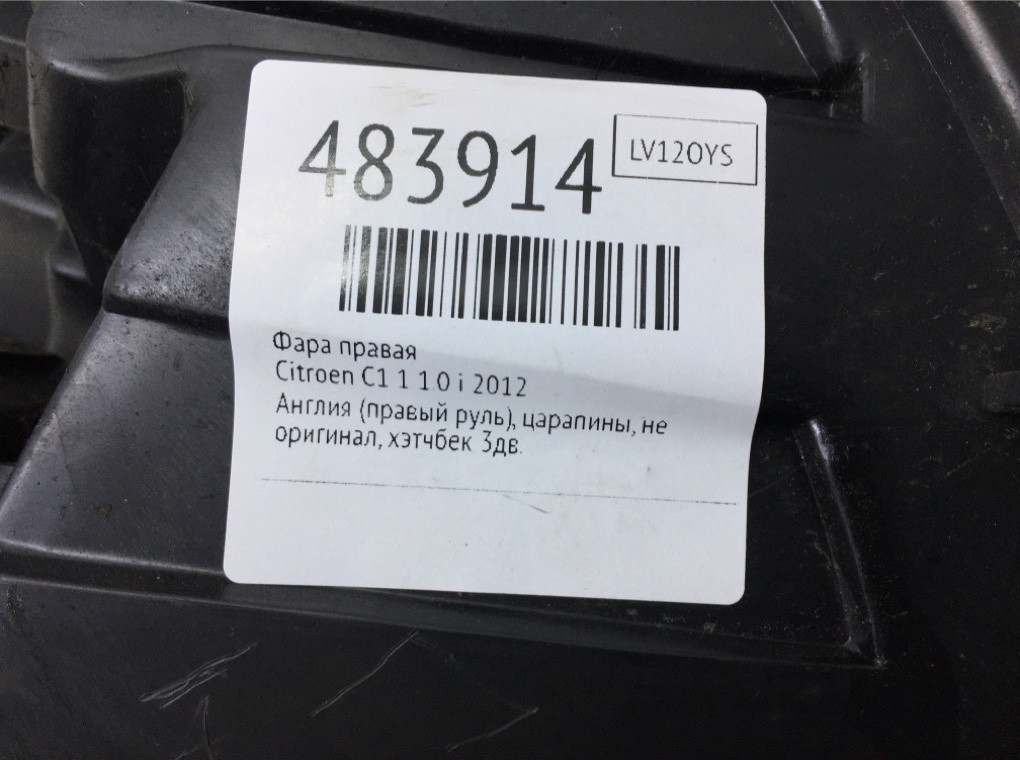 483914
LV12OYS
Фара правая
Citroen C1 1 1.0 i 2012
Англия (правый руль), царапины, не
оригинал, хэтчбек 3дв.